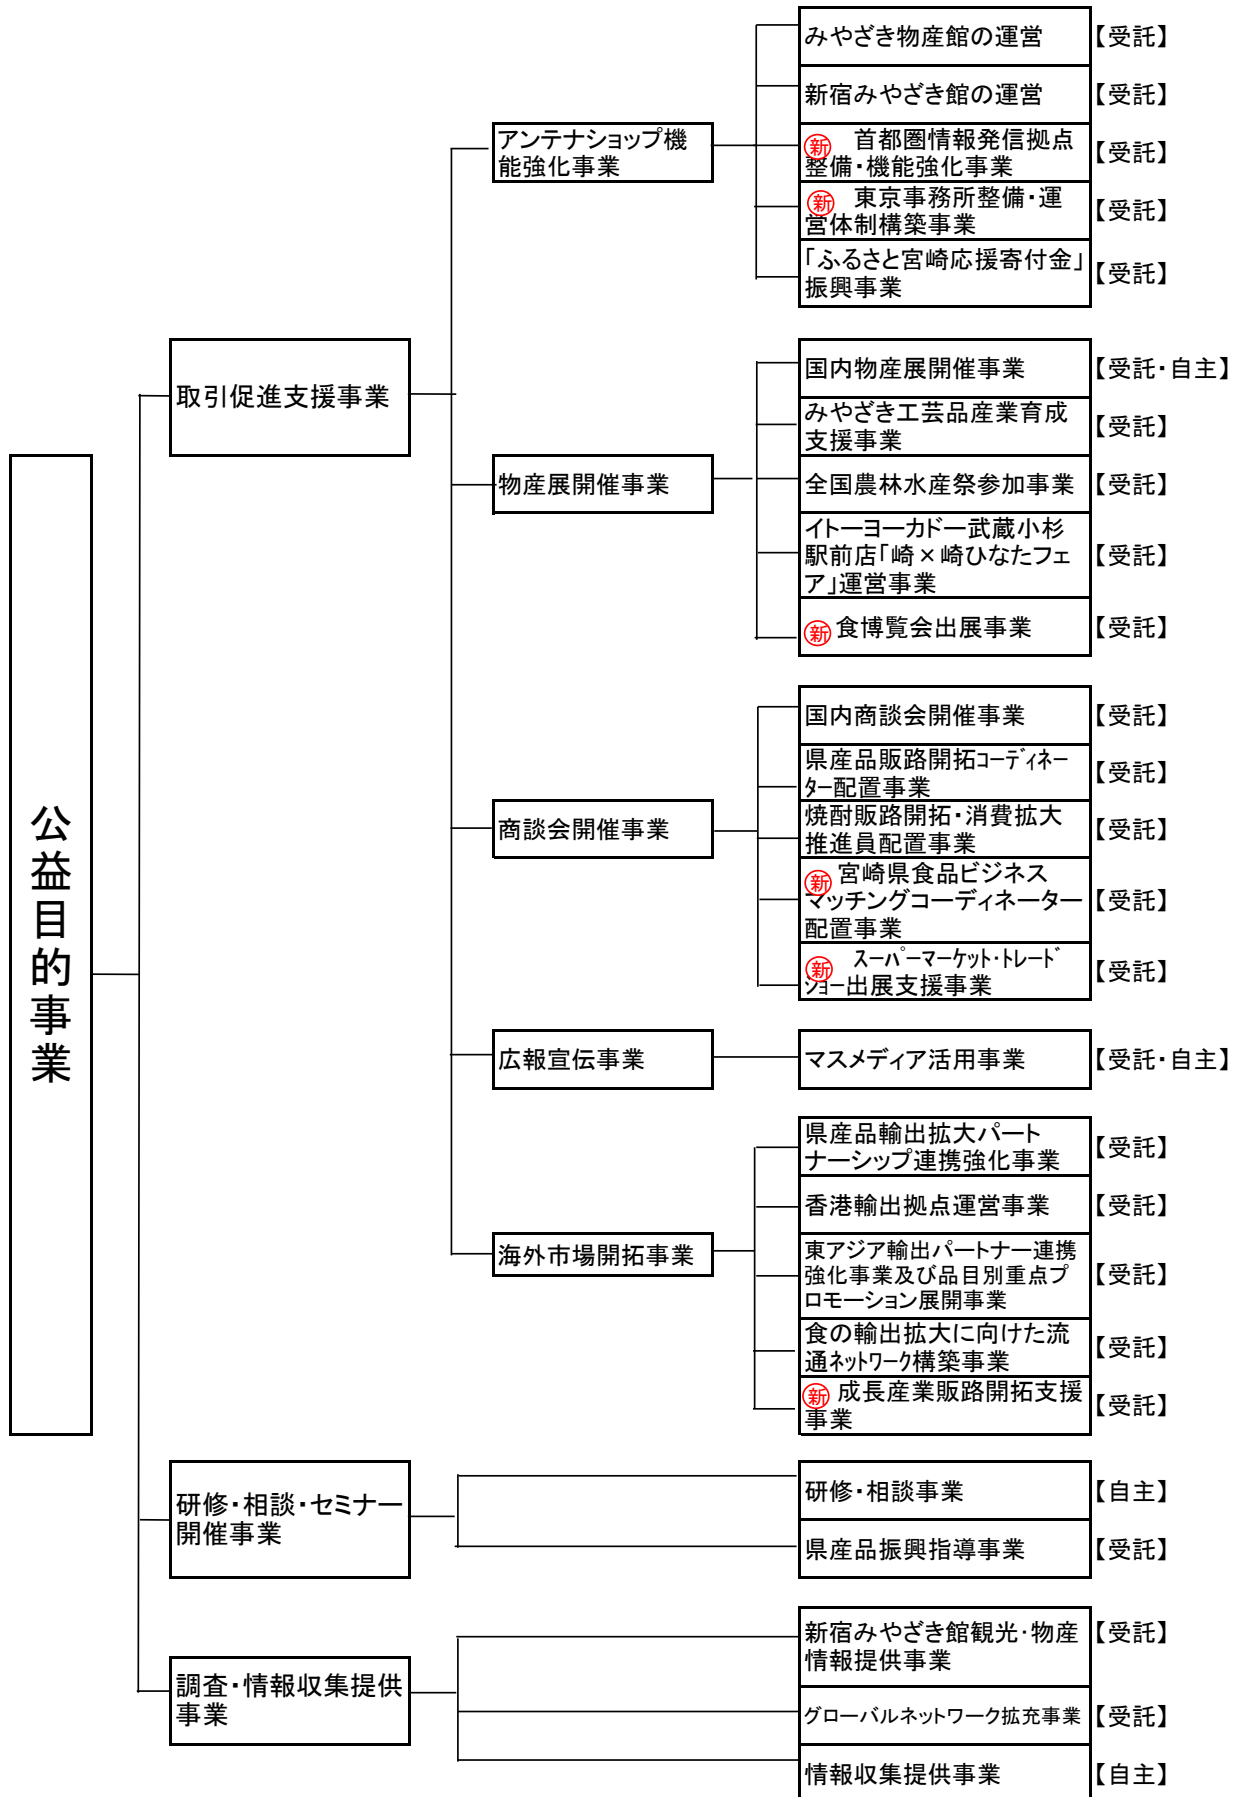 公益目的事業
取引促進支援事業
アンテナショップ機
能強化事業
みやざき物産館の運営
【受託】
新宿みやざき館の運営
【受託】
新 首都圏情報発信拠点
整備・機能強化事業
【受託】
新 東京事務所整備・運
営体制構築事業
【受託】
「ふるさと宮崎応援寄付金」
振興事業
【受託】
物産展開催事業
国内物産展開催事業
【受託・自主】
みやざき工芸品産業育成
支援事業
【受託】
全国農林水産祭参加事業
【受託】
イトーヨーカドー武蔵小杉
駅前店「崎×崎ひなたフェ
ア」運営事業
【受託】
新 食博覧会出展事業
【受託】
商談会開催事業
国内商談会開催事業
【受託】
県産品販路開拓ｺｰﾃﾞｨﾈｰ
ﾀｰ配置事業
【受託】
焼酎販路開拓・消費拡大
推進員配置事業
【受託】
新 宮崎県食品ビジネス
マッチングコーディネーター
配置事業
【受託】
新 ｽｰﾊﾟｰﾏｰｹｯﾄ･ﾄﾚｰﾄﾞ
ｼｮｰ出展支援事業
【受託】
広報宣伝事業
マスメディア活用事業
【受託・自主】
海外市場開拓事業
県産品輸出拡大パート
ナーシップ連携強化事業
【受託】
香港輸出拠点運営事業
【受託】
東アジア輸出パートナー連携
強化事業及び品目別重点プ
ロモーション展開事業
【受託】
食の輸出拡大に向けた流
通ﾈｯﾄﾜｰｸ構築事業
【受託】
新 成長産業販路開拓支援
事業
【受託】
研修・相談・セミナー
開催事業
研修・相談事業
【自主】
県産品振興指導事業
【受託】
調査・情報収集提供
事業
新宿みやざき館観光・物産
情報提供事業
【受託】
グローバルネットワーク拡充事業
【受託】
情報収集提供事業
【自主】